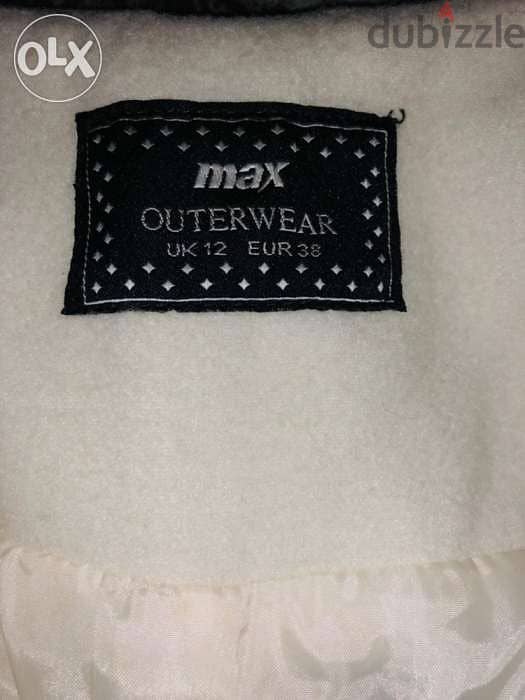 OLX
dubizzle
max
OUTERWEAR
UK 12 EUR 38